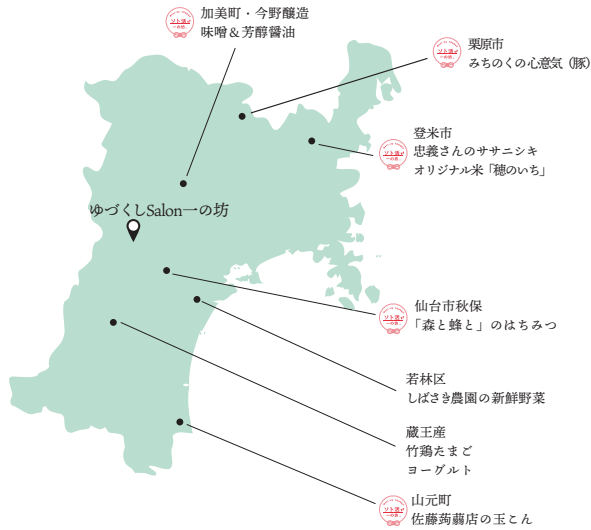 加美町・今野醸造
味噌＆芳醇醤油
栗原市
みちのくの心意気（豚）
登米市
忠義さんのササニシキ
オリジナル米「穂のいち」
ゆづくしSalon一の坊
仙台市秋保
「森と蜂と」のはちみつ
若林区
しばさき農園の新鮮野菜
蔵王産
竹鶏たまご
ヨーグルト
山元町
佐藤蒟蒻店の玉こん